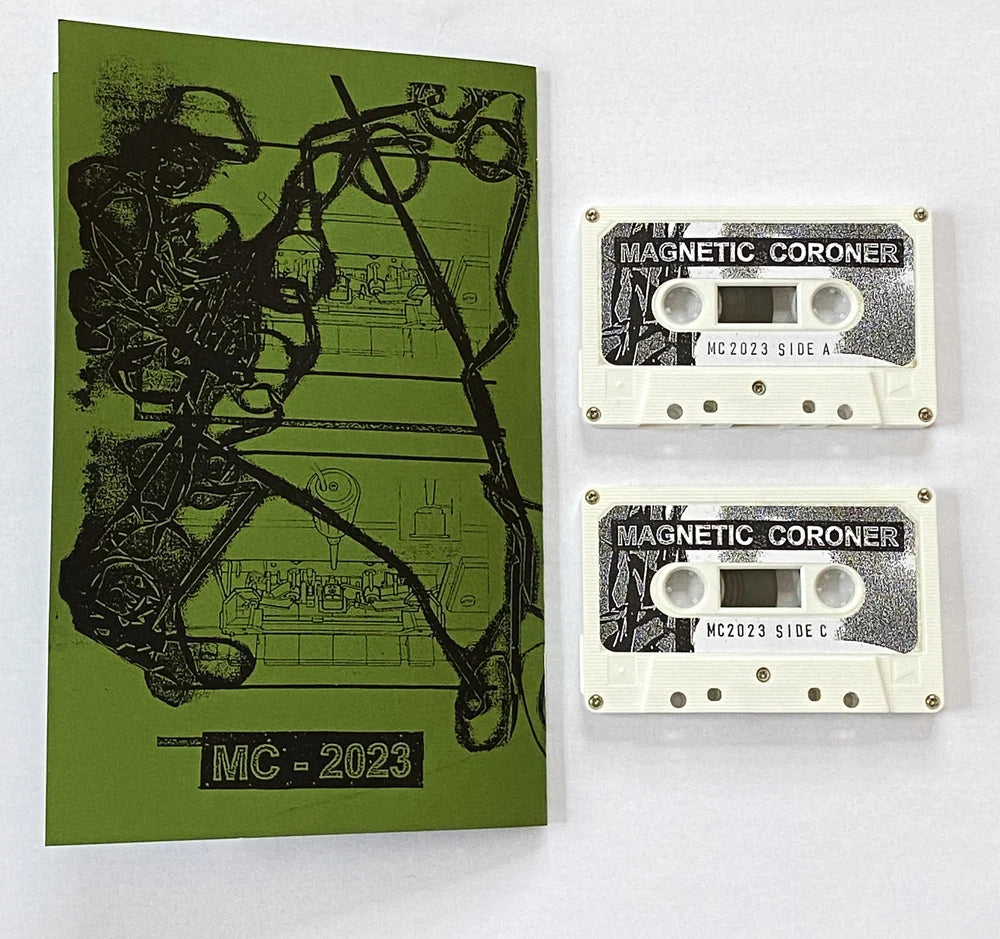 MC - 2023
MAGNETIC CORONER
MC2023 SIDE A
MAGNETIC CORONER
MC2023 SIDE C